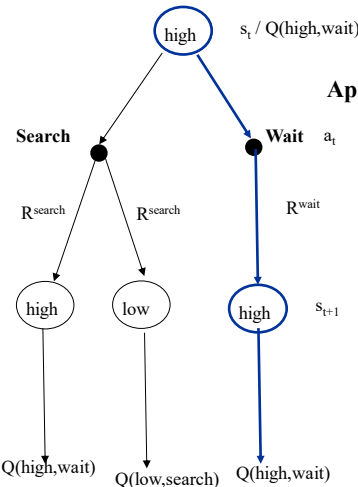 high s_t / Q(high,wait)
Ap
Search Wait a_t
R^search R^search R^wait
high low high s_{t+1}
Q(high,wait) Q(low,search) Q(high,wait)